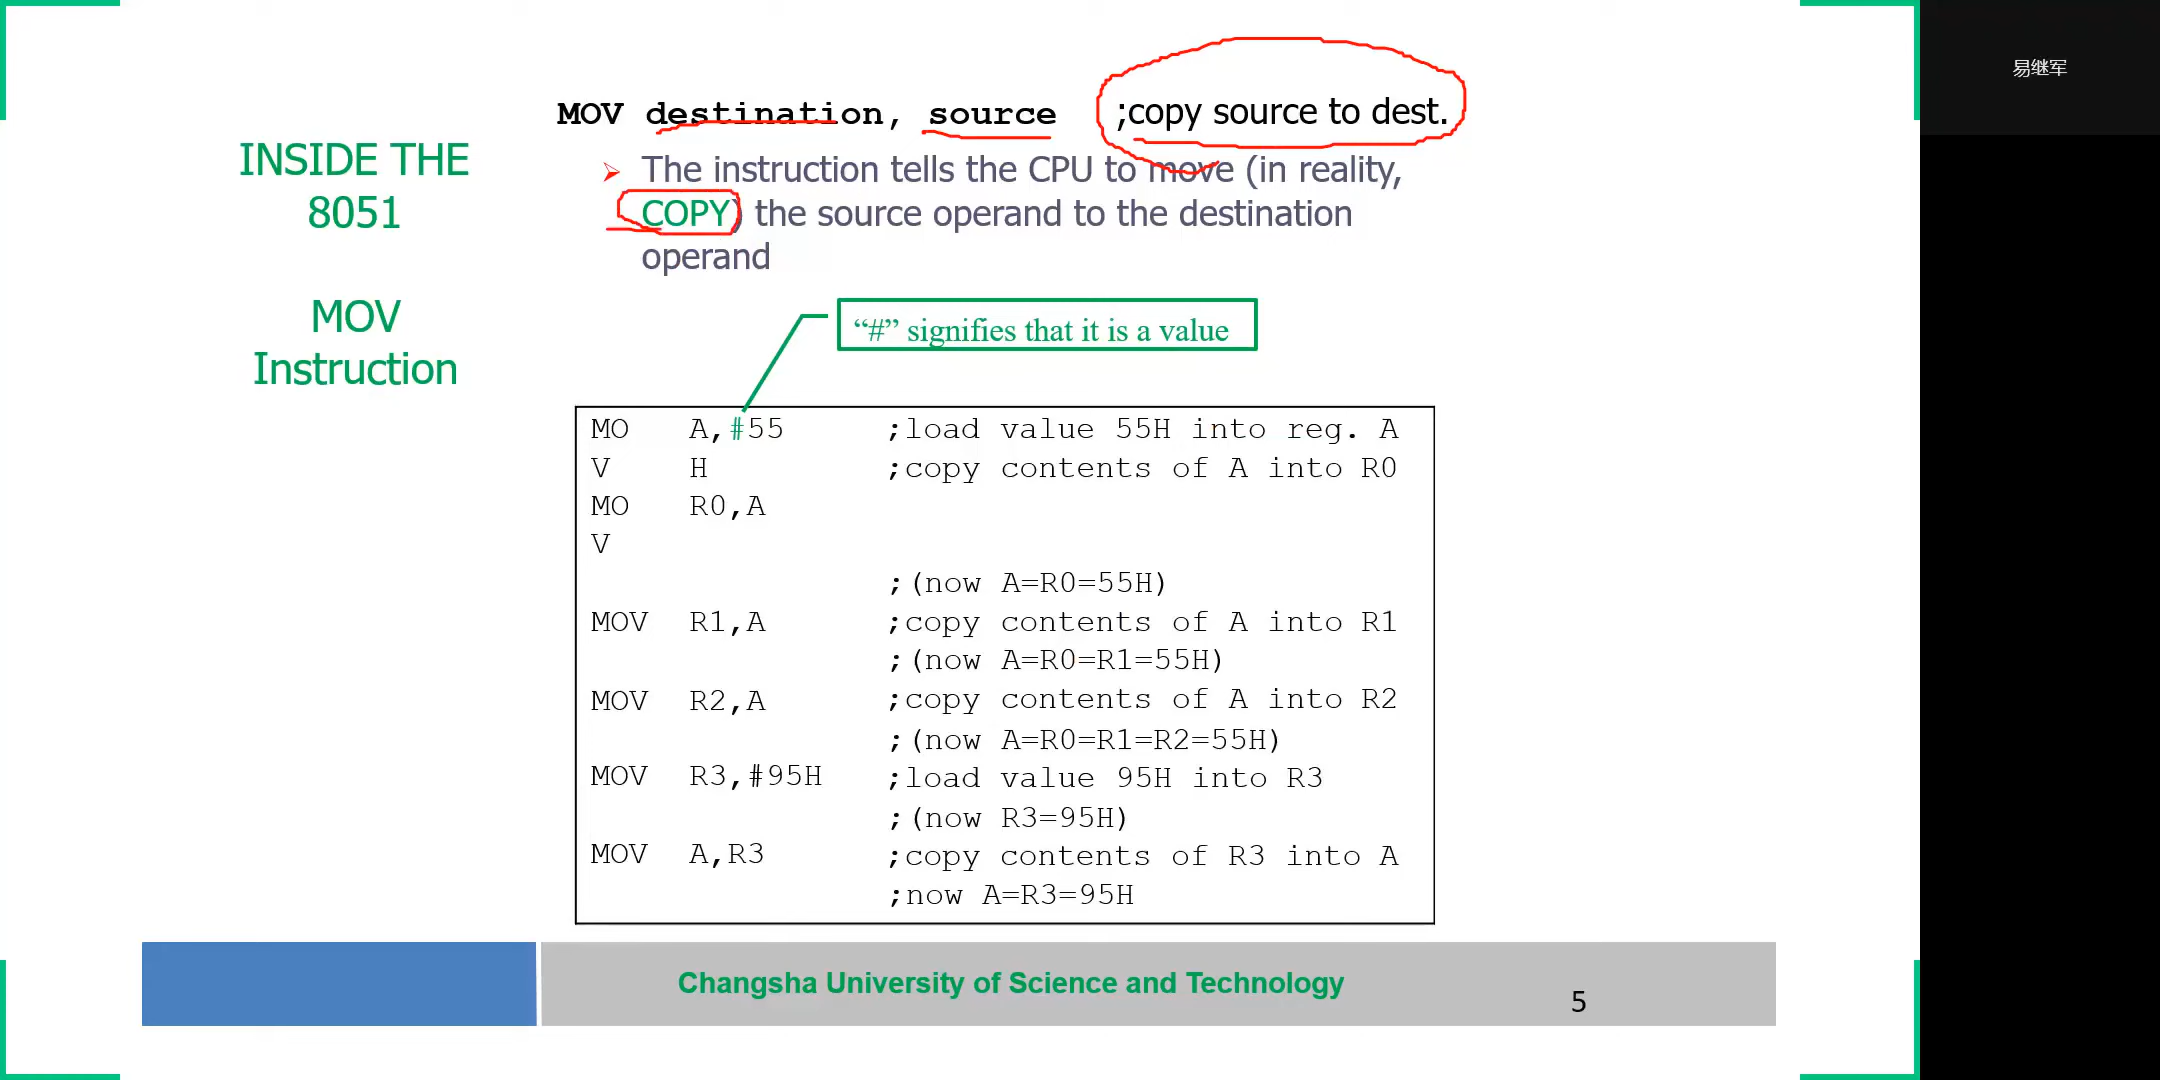 易继军
MOV destination, source ;copy source to dest.
INSIDE THE
8051
MOV
Instruction
➢ The instruction tells the CPU to move (in reality,
COPY) the source operand to the destination
operand
“#” signifies that it is a value
MO A,#55 ;load value 55H into reg. A
V H ;copy contents of A into R0
MO R0,A
V
;(now A=R0=55H)
MOV R1,A ;copy contents of A into R1
;(now A=R0=R1=55H)
MOV R2,A ;copy contents of A into R2
;(now A=R0=R1=R2=55H)
MOV R3,#95H ;load value 95H into R3
;(now R3=95H)
MOV A,R3 ;copy contents of R3 into A
;now A=R3=95H
Changsha University of Science and Technology
5